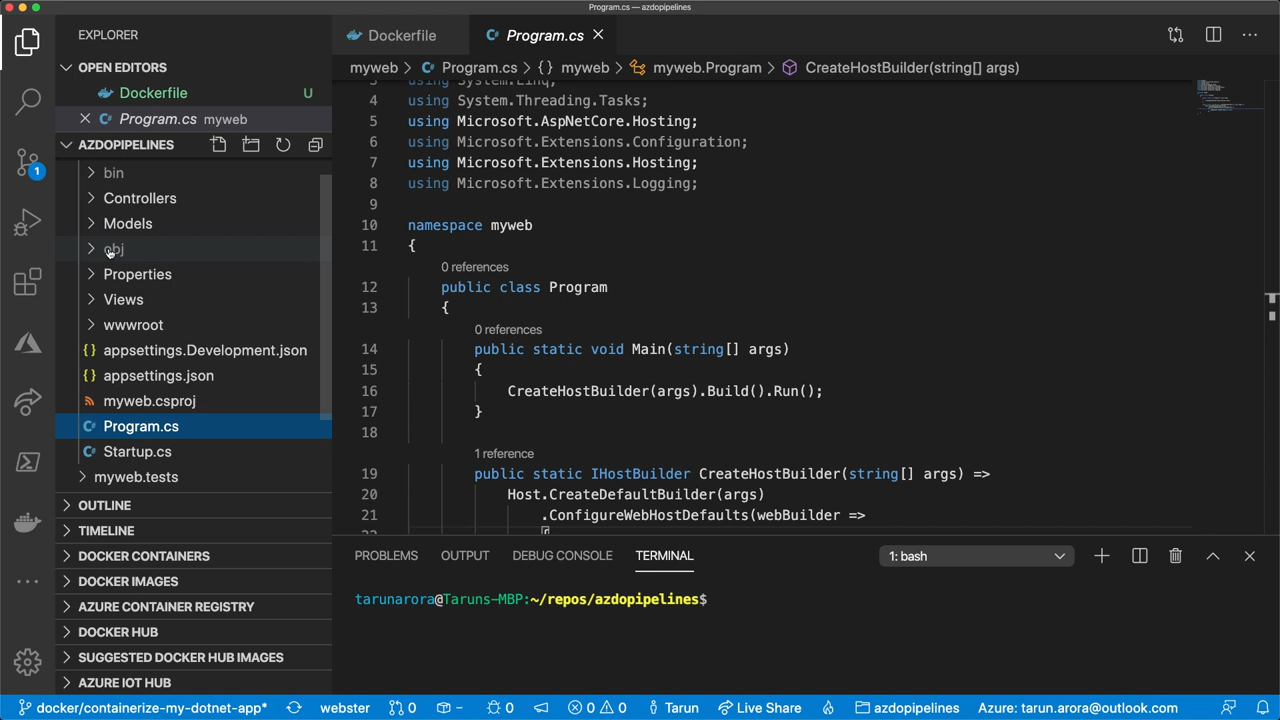 Program.cs — azdopipelines
EXPLORER
OPEN EDITORS
Dockerfile U
Program.cs myweb
AZDOPIPELINES
bin
Controllers
Models
obj
Properties
Views
wwwroot
{} appsettings.Development.json
{} appsettings.json
myweb.csproj
C# Program.cs
C# Startup.cs
myweb.tests
OUTLINE
TIMELINE
DOCKER CONTAINERS
DOCKER IMAGES
AZURE CONTAINER REGISTRY
DOCKER HUB
SUGGESTED DOCKER HUB IMAGES
AZURE IOT HUB
1
Dockerfile
Program.cs
myweb > Program.cs > {} myweb > myweb.Program > CreateHostBuilder(string[] args)
3 using System.Linq;
4 using System.Threading.Tasks;
5 using Microsoft.AspNetCore.Hosting;
6 using Microsoft.Extensions.Configuration;
7 using Microsoft.Extensions.Hosting;
8 using Microsoft.Extensions.Logging;
9
10 namespace myweb
11 {
0 references
12 public class Program
13 {
0 references
14 public static void Main(string[] args)
15 {
16 CreateHostBuilder(args).Build().Run();
17 }
18
1 reference
19 public static IHostBuilder CreateHostBuilder(string[] args) =>
20 Host.CreateDefaultBuilder(args)
21 .ConfigureWebHostDefaults(webBuilder =>
22 {
PROBLEMS OUTPUT DEBUG CONSOLE TERMINAL 1: bash
tarunarora@Taruns-MBP:~/repos/azdopipelines$
docker/containerize-my-dotnet-app* webster 0 - 0 0 0 Tarun Live Share azdopipelines Azure: tarun.arora@outlook.com